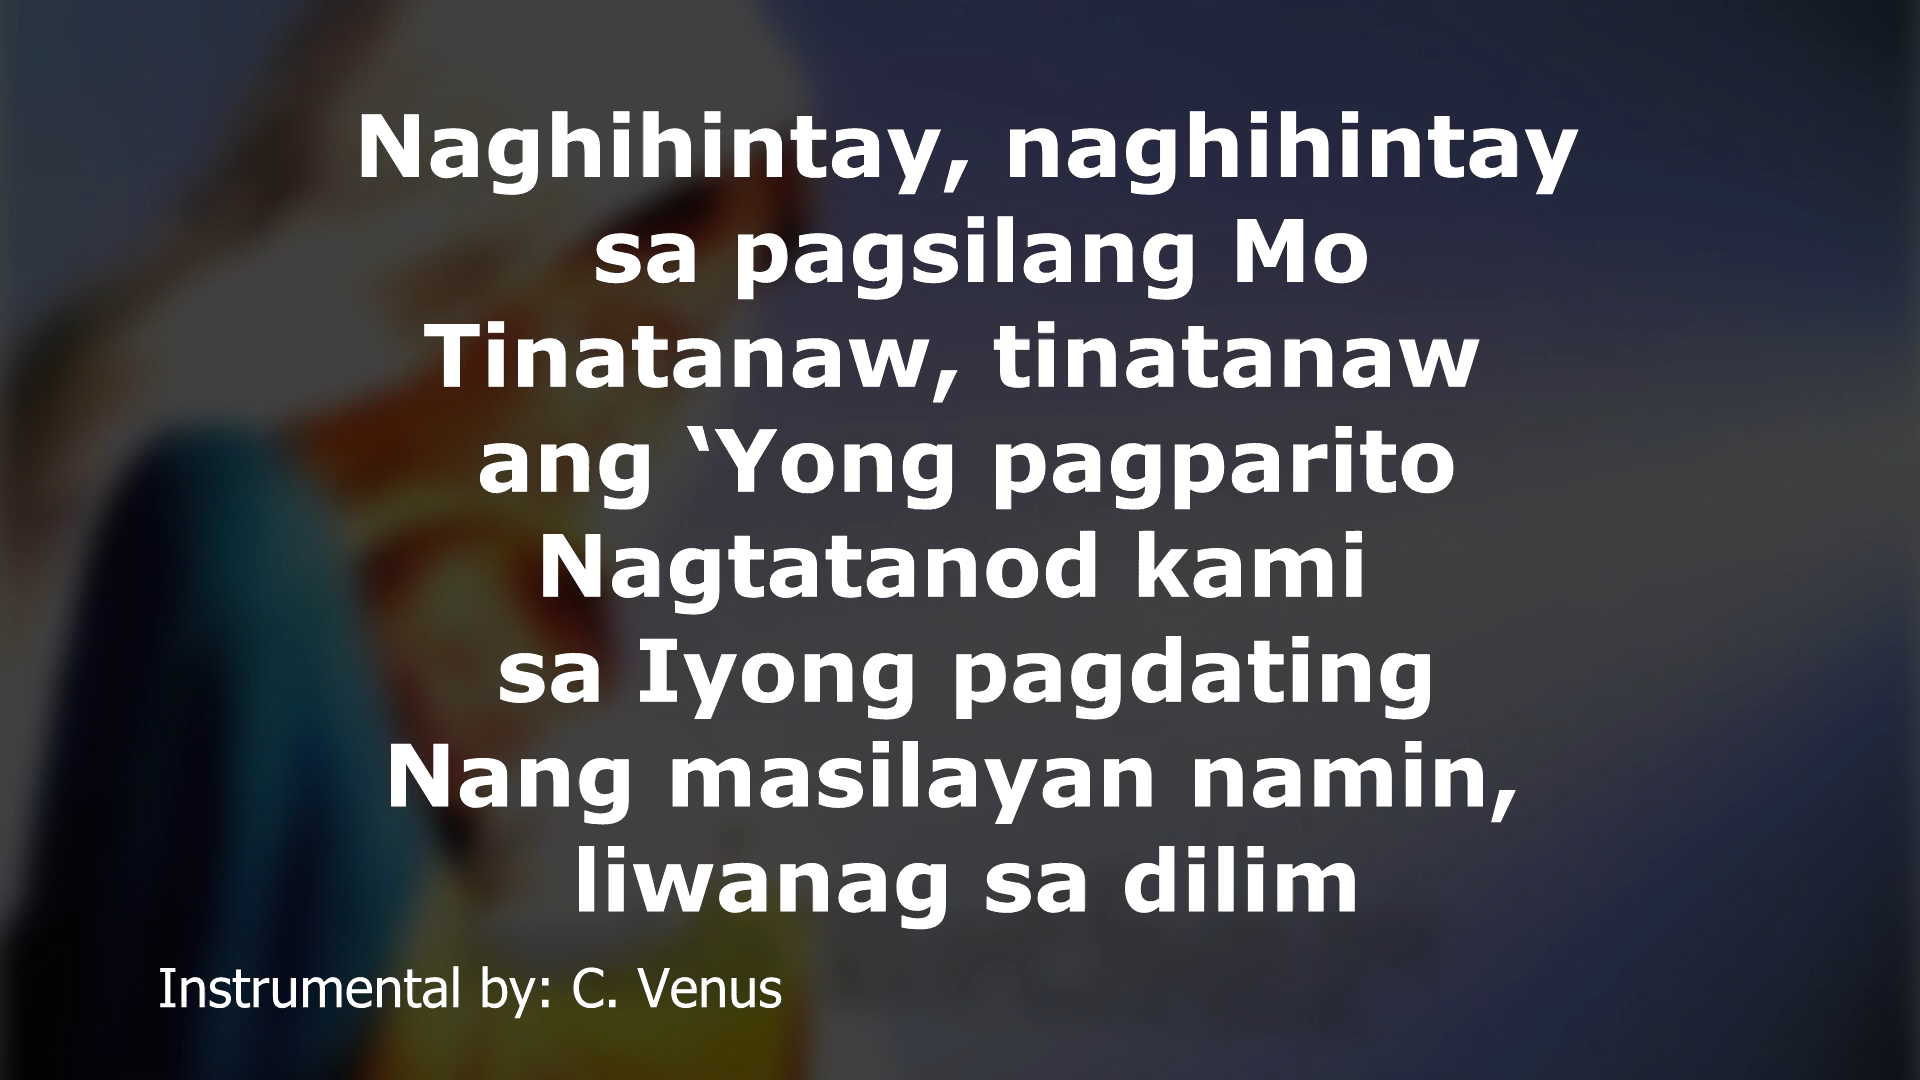 Naghihintay, naghihintay
sa pagsilang Mo
Tinatanaw, tinatanaw
ang ‘Yong pagparito
Nagtatanod kami
sa Iyong pagdating
Nang masilayan namin,
liwanag sa dilim
Instrumental by: C. Venus